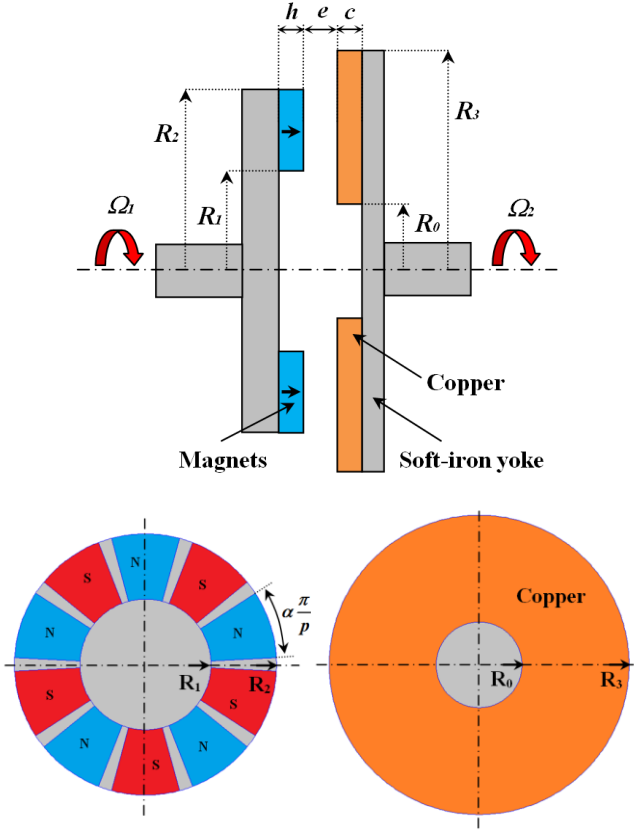 h e c
R2
R3
R1
Ω1
R0
Ω2
Copper
Magnets
Soft-iron yoke
N
S
S
α π/p
N
N
Copper
R1
R2
R0
R3
S
S
N
N
S